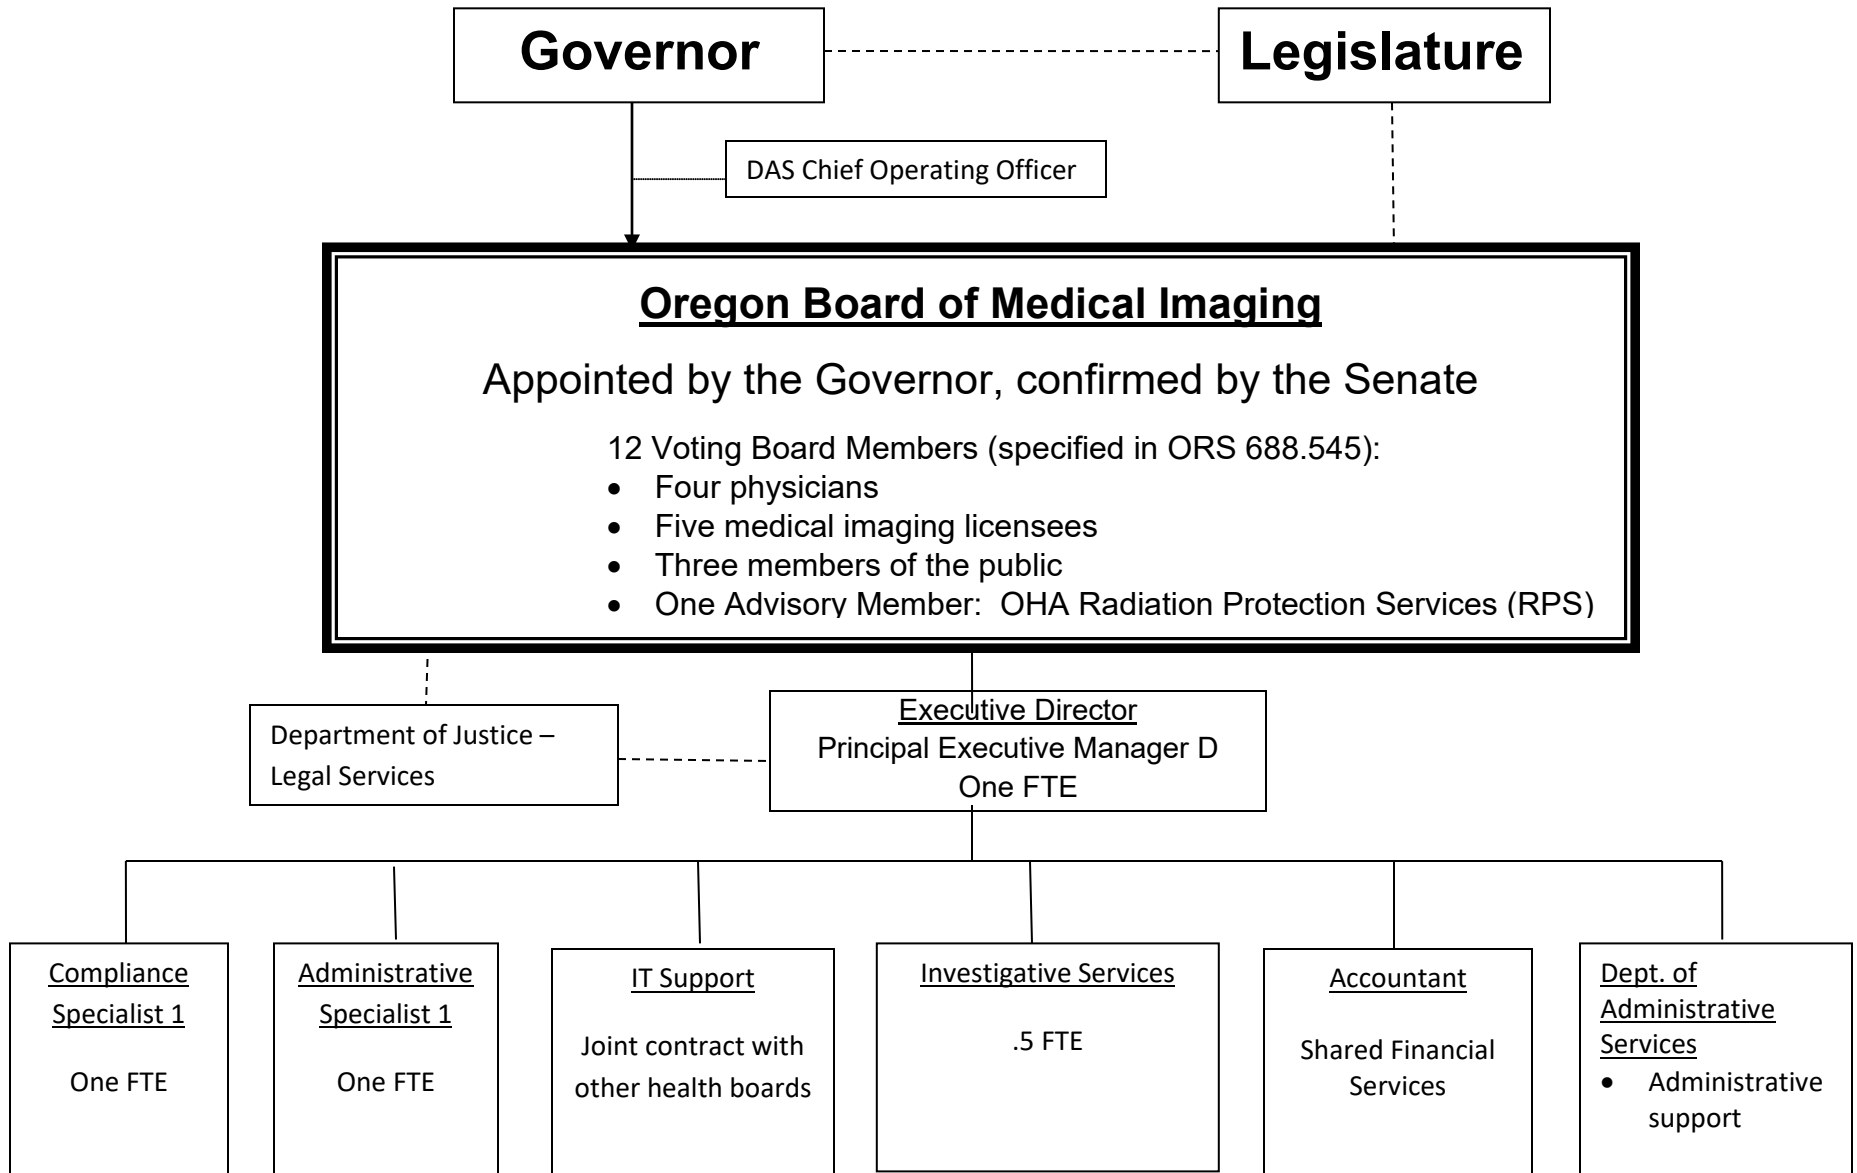 Governor
Legislature
DAS Chief Operating Officer
Oregon Board of Medical Imaging
Appointed by the Governor, confirmed by the Senate
12 Voting Board Members (specified in ORS 688.545):
• Four physicians
• Five medical imaging licensees
• Three members of the public
• One Advisory Member: OHA Radiation Protection Services (RPS)
Department of Justice –
Legal Services
Executive Director
Principal Executive Manager D
One FTE
Compliance
Specialist 1
One FTE
Administrative
Specialist 1
One FTE
IT Support
Joint contract with
other health boards
Investigative Services
.5 FTE
Accountant
Shared Financial
Services
Dept. of
Administrative
Services
• Administrative
support